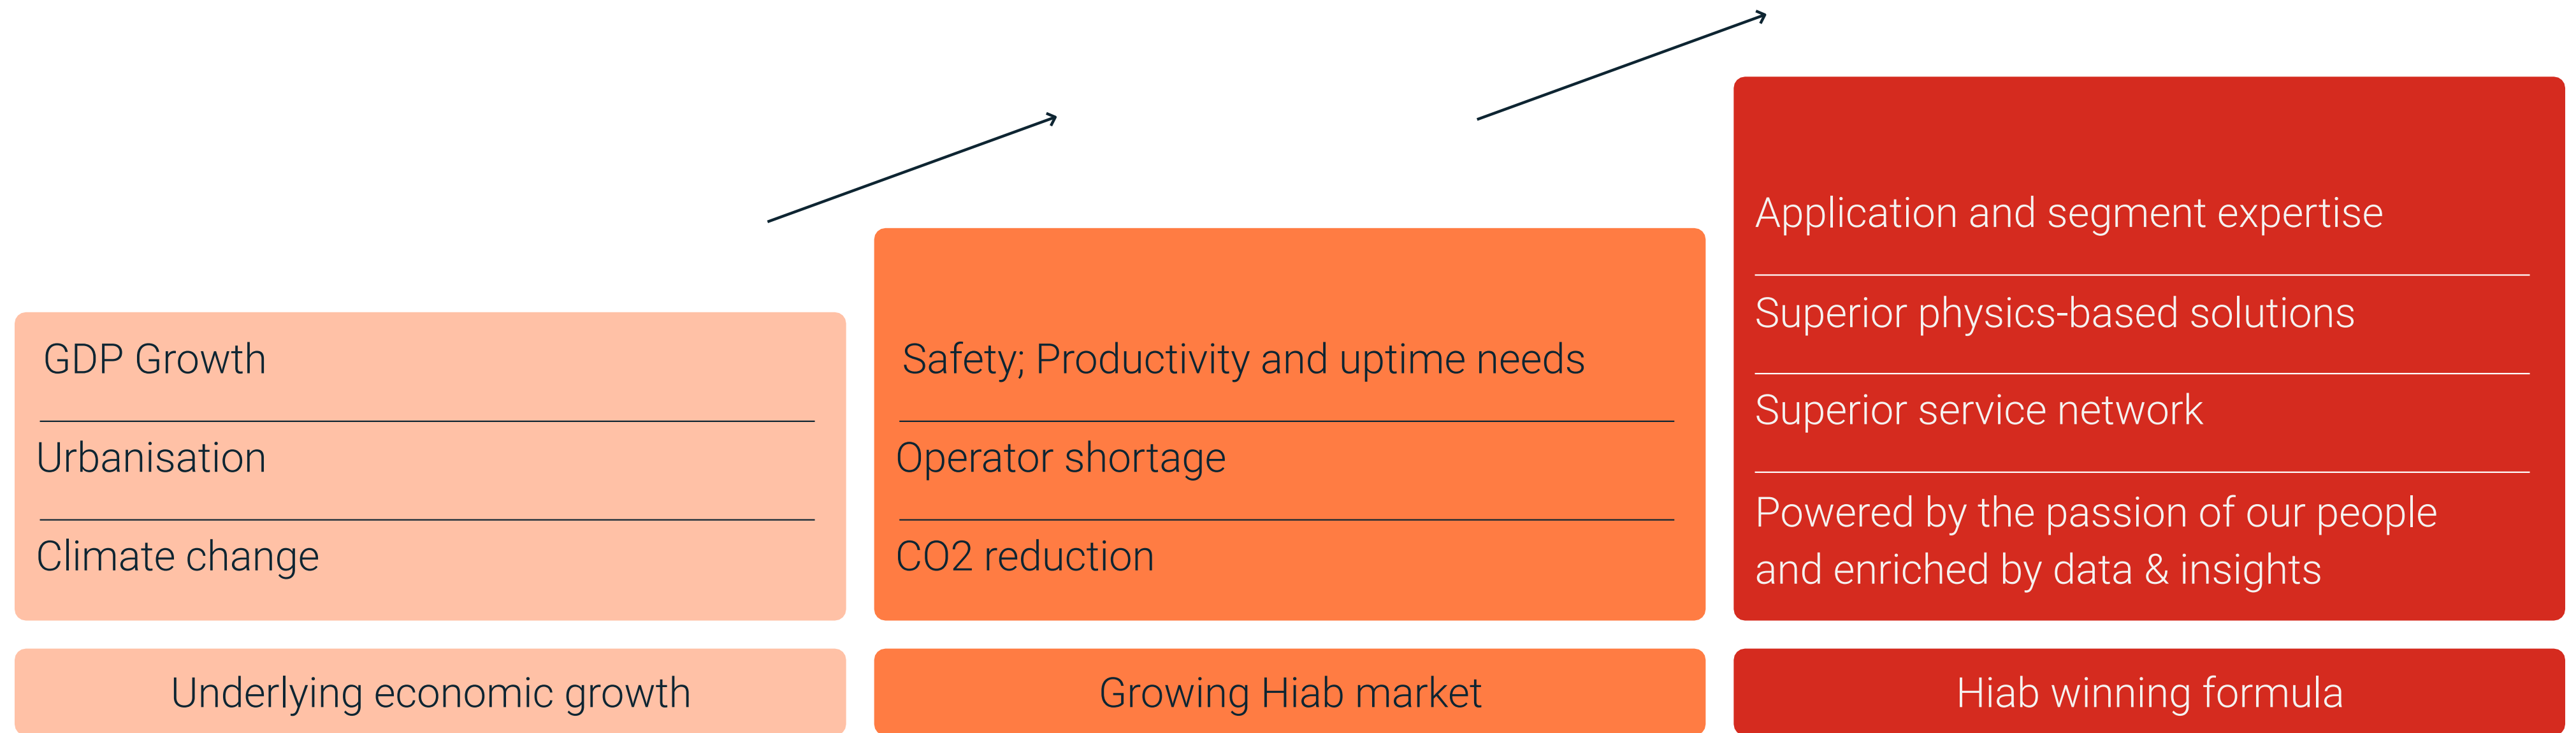 GDP Growth
Urbanisation
Climate change
Underlying economic growth
Safety; Productivity and uptime needs
Operator shortage
CO2 reduction
Growing Hiab market
Application and segment expertise
Superior physics-based solutions
Superior service network
Powered by the passion of our people
and enriched by data & insights
Hiab winning formula